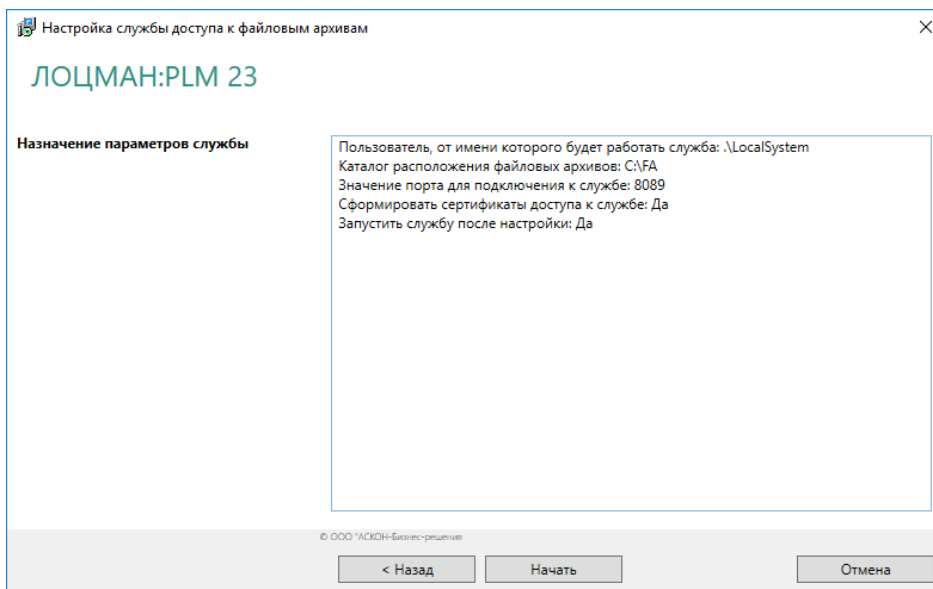 Настройка службы доступа к файловым архивам
ЛОЦМАН:PLM 23
Назначение параметров службы
Пользователь, от имени которого будет работать служба: .\LocalSystem
Каталог расположения файловых архивов: C:\FA
Значение порта для подключения к службе: 8089
Сформировать сертификаты доступа к службе: Да
Запустить службу после настройки: Да
© ООО "АСКОН-Бизнес-решения
< Назад
Начать
Отмена